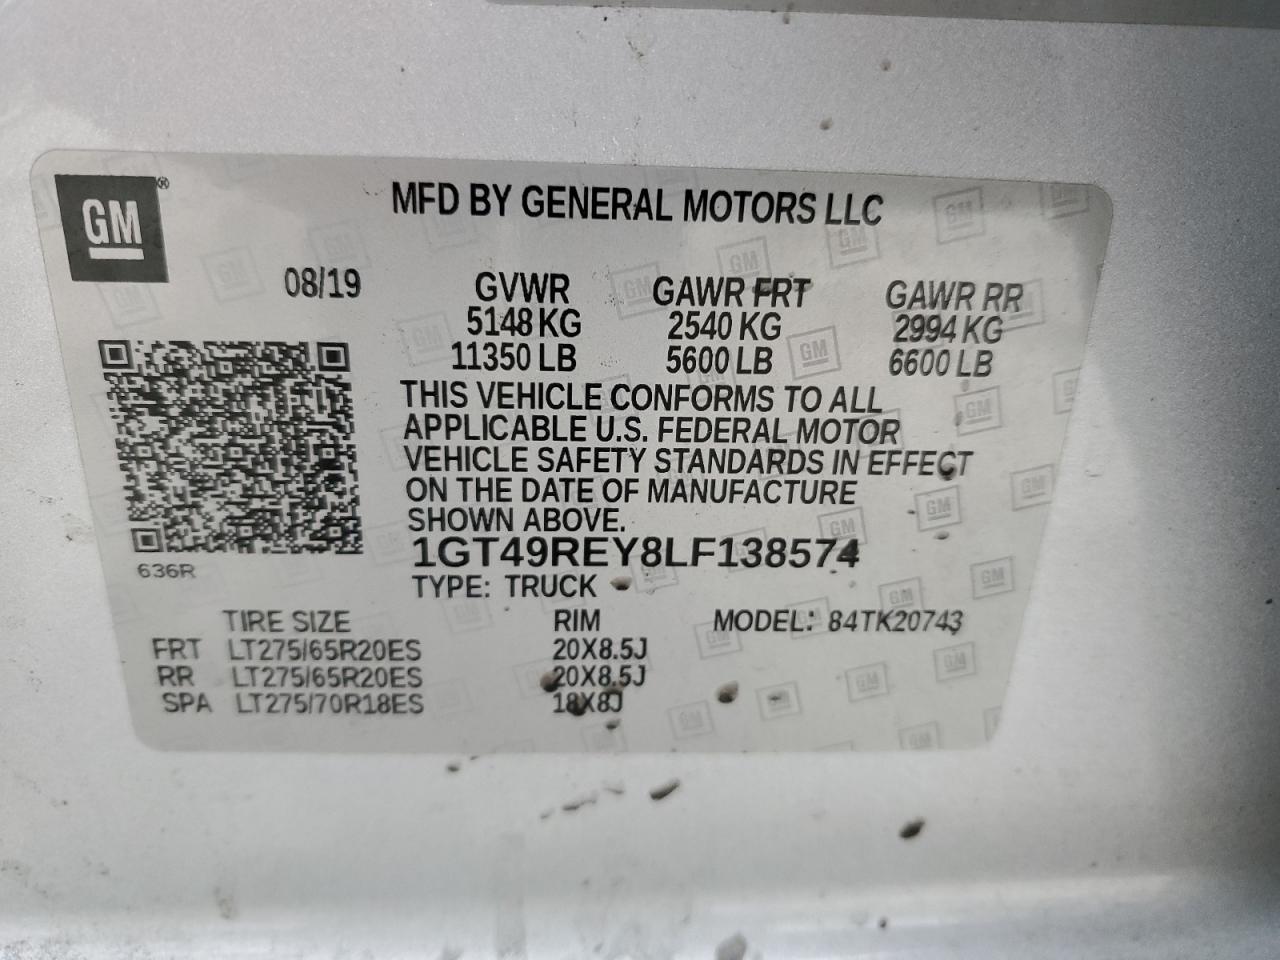 GM ®
MFD BY GENERAL MOTORS LLC
08/19 GVWR GAWR FRT GAWR RR
5148 KG 2540 KG 2994 KG
11350 LB 5600 LB 6600 LB
THIS VEHICLE CONFORMS TO ALL
APPLICABLE U.S. FEDERAL MOTOR
VEHICLE SAFETY STANDARDS IN EFFECT
ON THE DATE OF MANUFACTURE
SHOWN ABOVE.
1GT49REY8LF138574
636R
TYPE: TRUCK
TIRE SIZE RIM MODEL: 84TK20743
FRT LT275/65R20ES 20X8.5J
RR LT275/65R20ES 20X8.5J
SPA LT275/70R18ES 18X8J